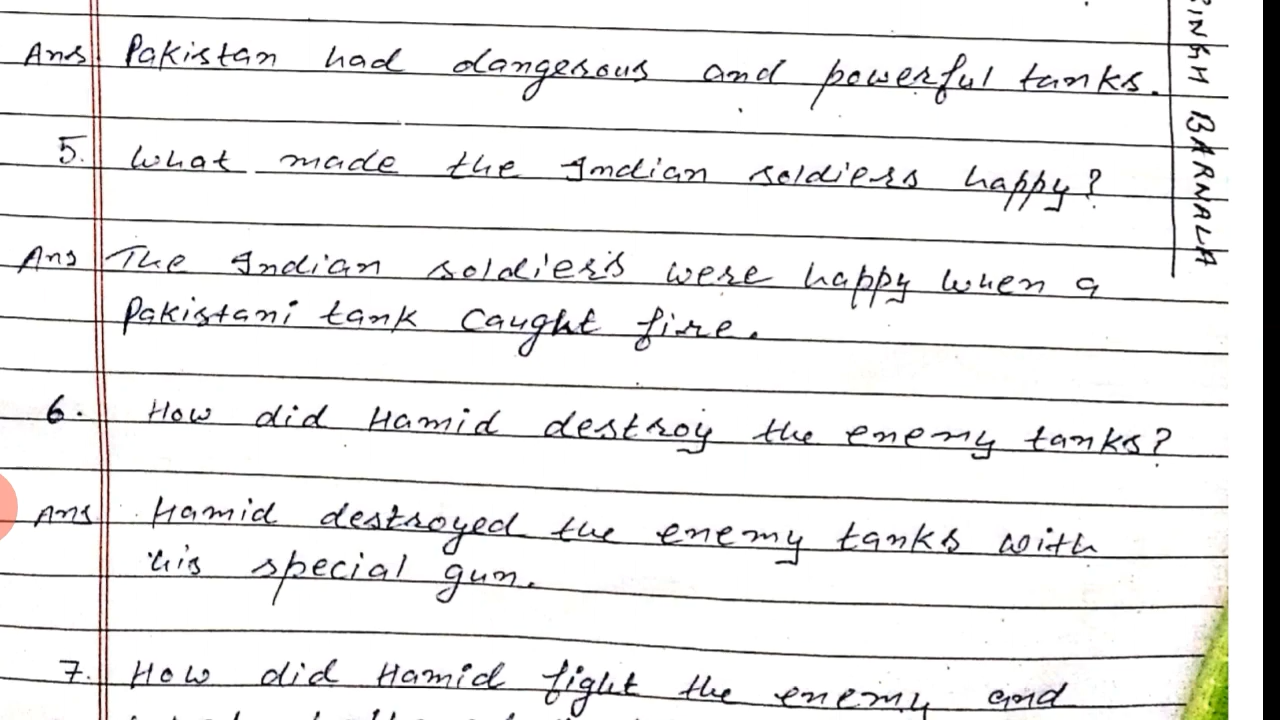 Ans Pakistan had dangerous and powerful tanks.
5. What made the Indian soldiers happy?
Ans The Indian soldiers were happy when a
Pakistani tank caught fire.
6. How did Hamid destroy the enemy tanks?
Ans Hamid destroyed the enemy tanks with
his special gun.
7. How did Hamid fight the enemy and
BARNALA